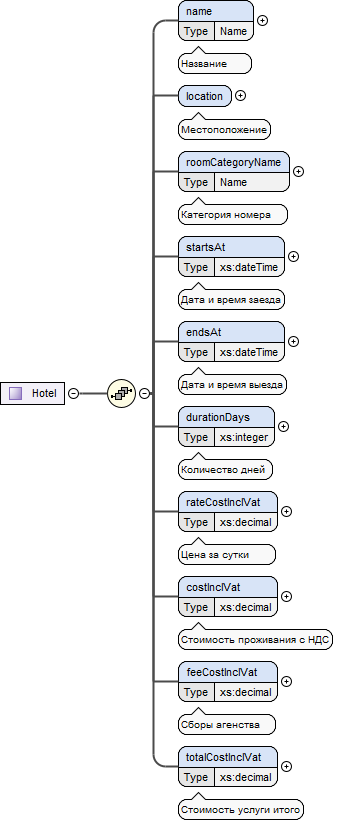 name
Type Name
Название
location
Местоположение
roomCategoryName
Type Name
Категория номера
startsAt
Type xs:dateTime
Дата и время заезда
endsAt
Type xs:dateTime
Дата и время выезда
Hotel
durationDays
Type xs:integer
Количество дней
rateCostInclVat
Type xs:decimal
Цена за сутки
costInclVat
Type xs:decimal
Стоимость проживания с НДС
feeCostInclVat
Type xs:decimal
Сборы агенства
totalCostInclVat
Type xs:decimal
Стоимость услуги итого